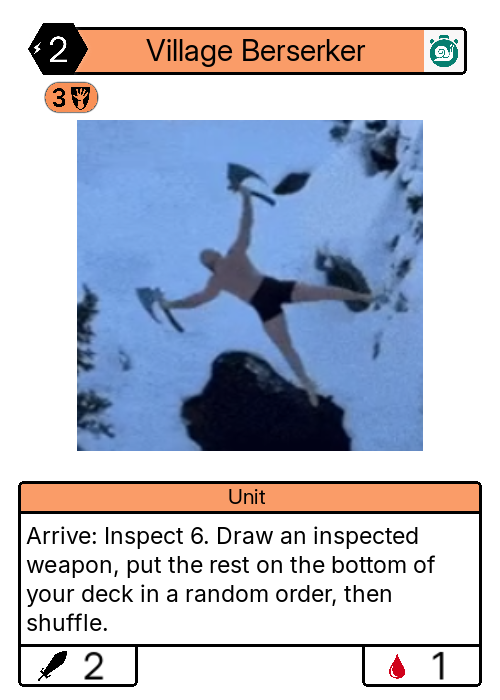 2 Village Berserker
3
Unit
Arrive: Inspect 6. Draw an inspected
weapon, put the rest on the bottom of
your deck in a random order, then
shuffle.
2 1